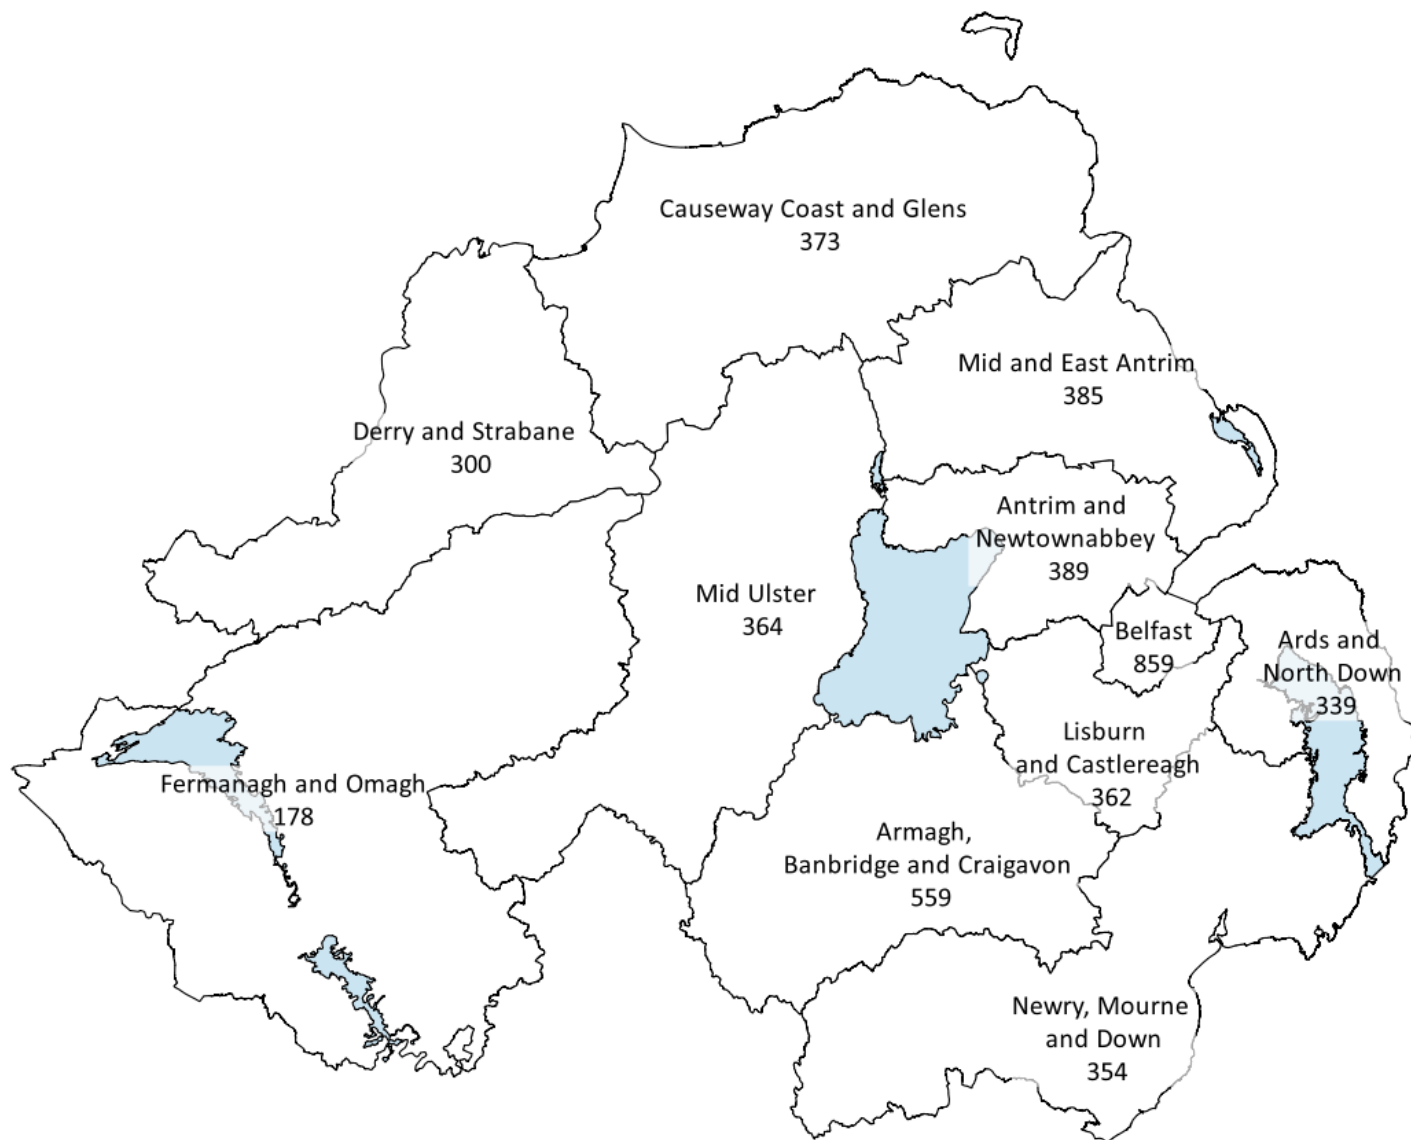 Causeway Coast and Glens
373
Mid and East Antrim
385
Derry and Strabane
300
Antrim and
Newtownabbey
389
Mid Ulster
364
Belfast
859
Ards and
North Down
339
Lisburn
and Castlereagh
362
Fermanagh and Omagh
178
Armagh,
Banbridge and Craigavon
559
Newry, Mourne
and Down
354